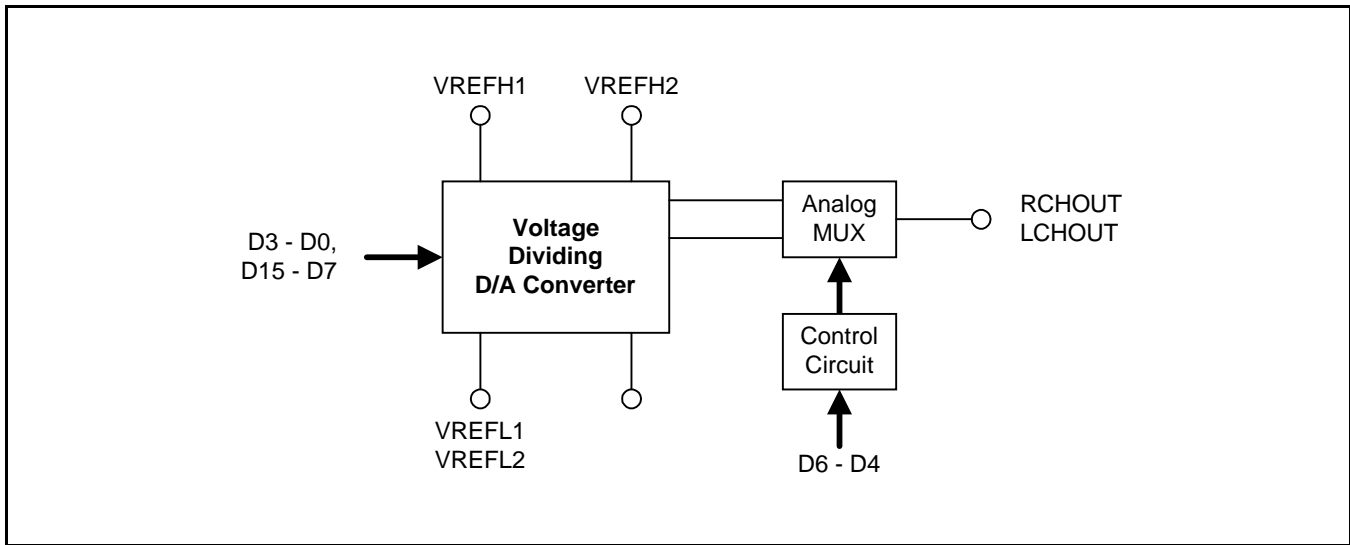 VREFH1
VREFH2
Voltage
Dividing
D/A Converter
D3 - D0,
D15 - D7
Analog
MUX
RCHOUT
LCHOUT
Control
Circuit
VREFL1
VREFL2
D6 - D4